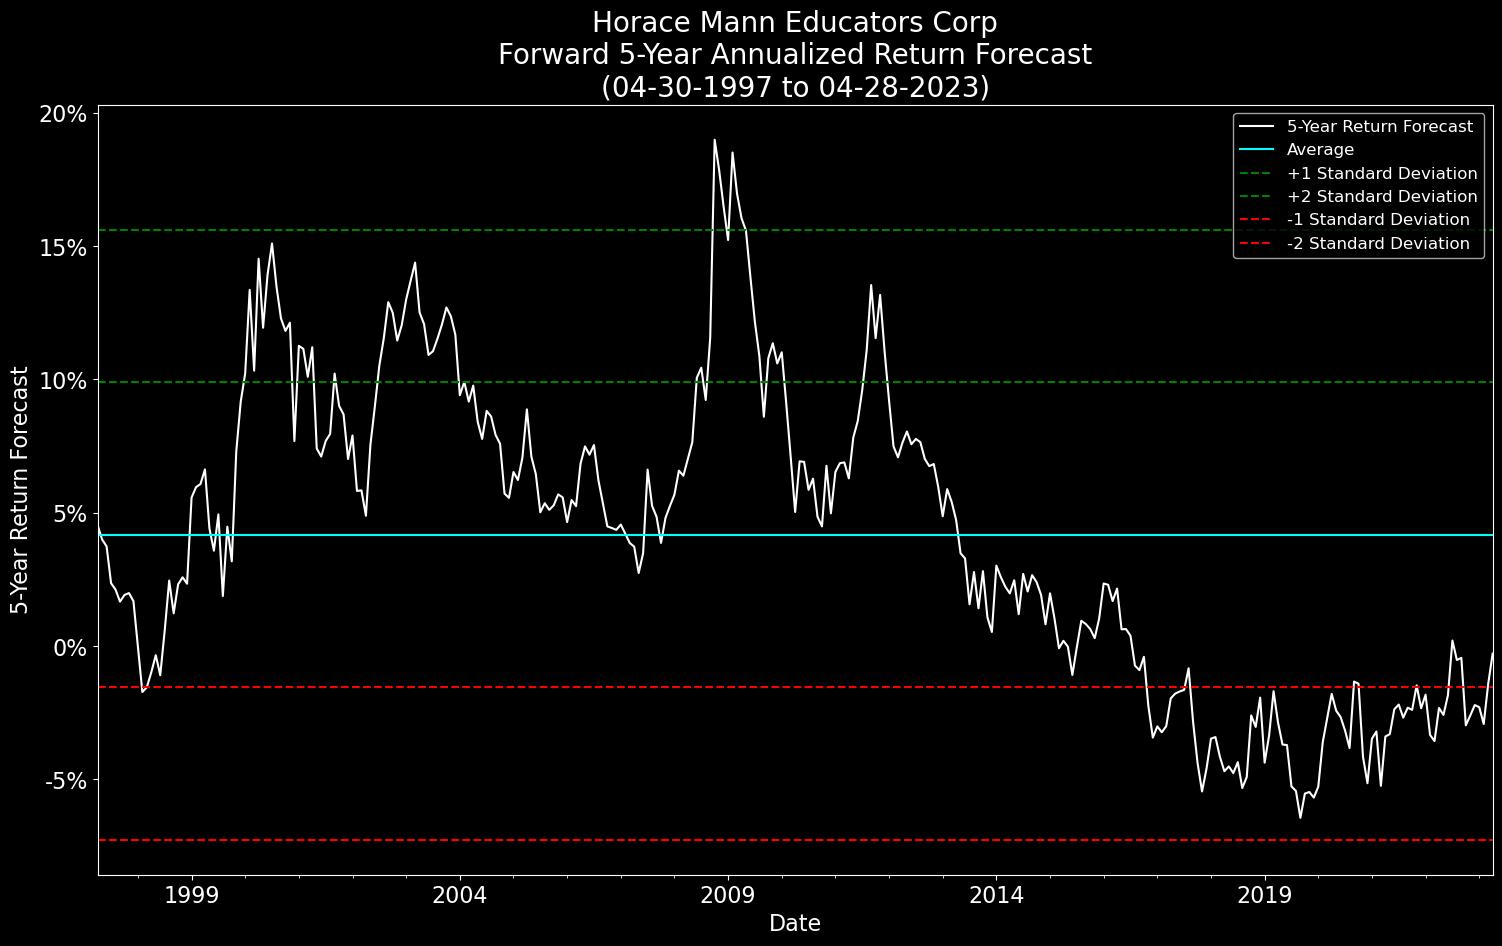 Horace Mann Educators Corp
Forward 5-Year Annualized Return Forecast
(04-30-1997 to 04-28-2023)
5-Year Return Forecast
20%
15%
10%
5%
0%
-5%
5-Year Return Forecast
Average
+1 Standard Deviation
+2 Standard Deviation
-1 Standard Deviation
-2 Standard Deviation
1999 2004 2009 2014 2019
Date